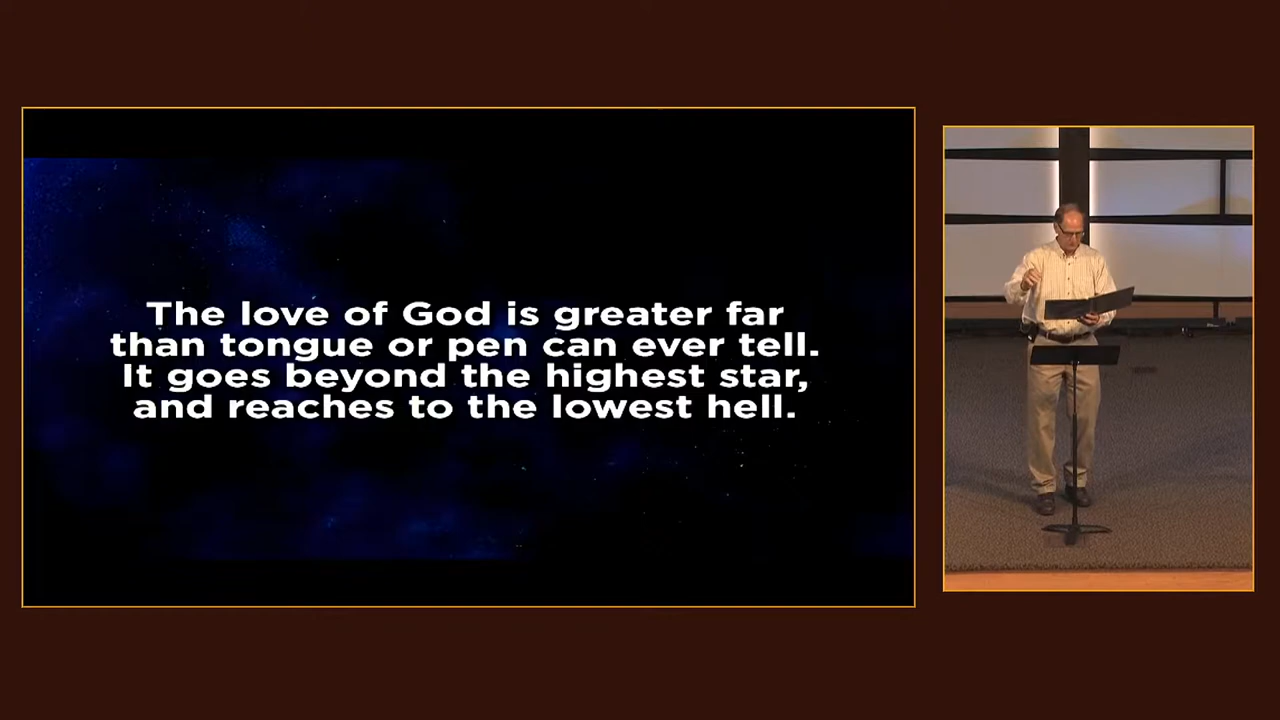 The love of God is greater far
than tongue or pen can ever tell.
It goes beyond the highest star,
and reaches to the lowest hell.